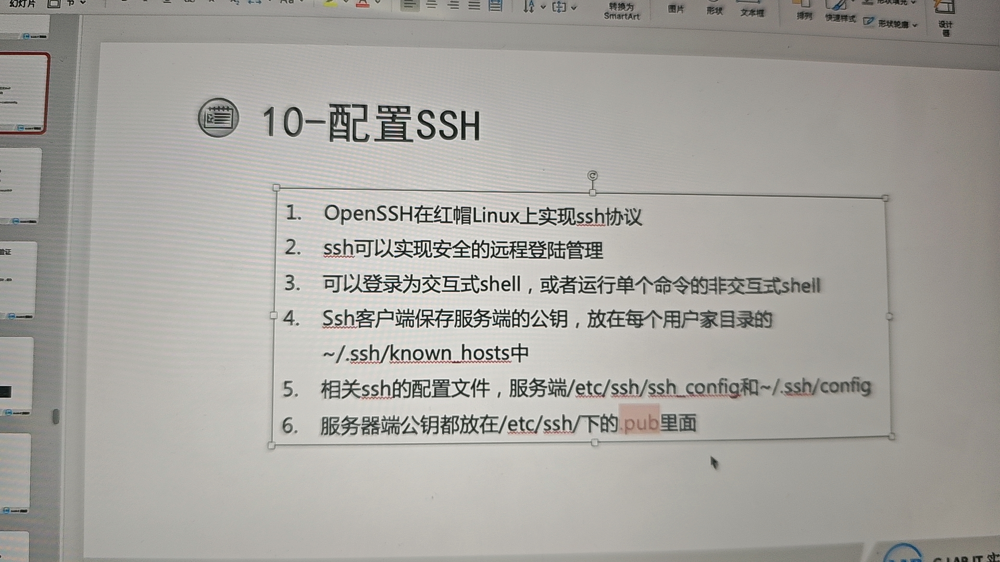 幻灯片
节
Aa
转换为
SmartArt
图片
形状
文本框
排列
快速样式
形状填充
形状轮廓
设计
器
验证
10-配置SSH
1. OpenSSH在红帽Linux上实现ssh协议
2. ssh可以实现安全的远程登陆管理
3. 可以登录为交互式shell，或者运行单个命令的非交互式shell
4. Ssh客户端保存服务端的公钥，放在每个用户家目录的
~/.ssh/known_hosts中
5. 相关ssh的配置文件，服务端/etc/ssh/ssh_config和~/.ssh/config
6. 服务器端公钥都放在/etc/ssh/下的.pub里面